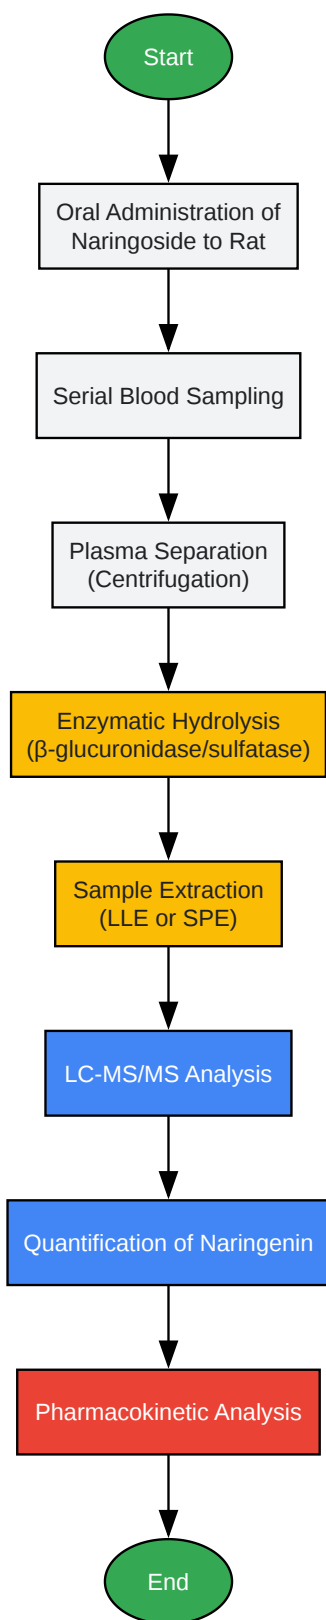 Start
Oral Administration of
Naringoside to Rat
Serial Blood Sampling
Plasma Separation
(Centrifugation)
Enzymatic Hydrolysis
(β-glucuronidase/sulfatase)
Sample Extraction
(LLE or SPE)
LC-MS/MS Analysis
Quantification of Naringenin
Pharmacokinetic Analysis
End